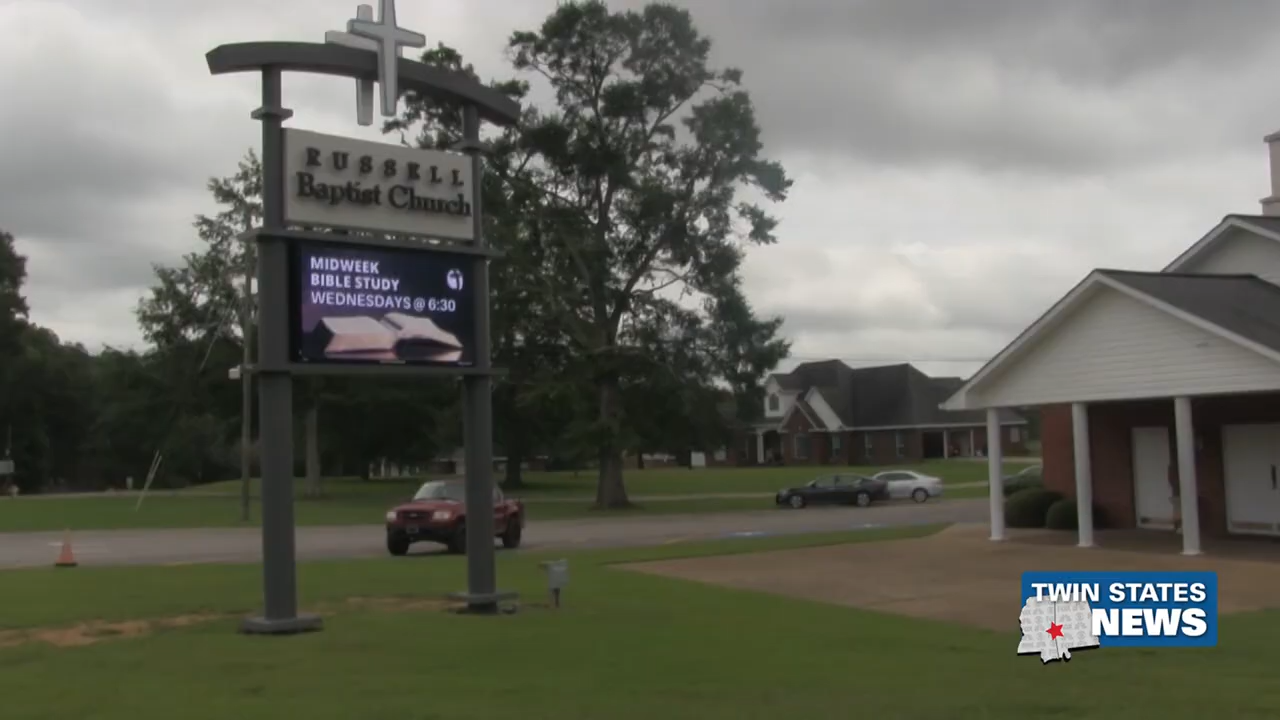 RUSSELL
Baptist Church
MIDWEEK
BIBLE STUDY
WEDNESDAYS @ 6:30
TWIN STATES
NEWS